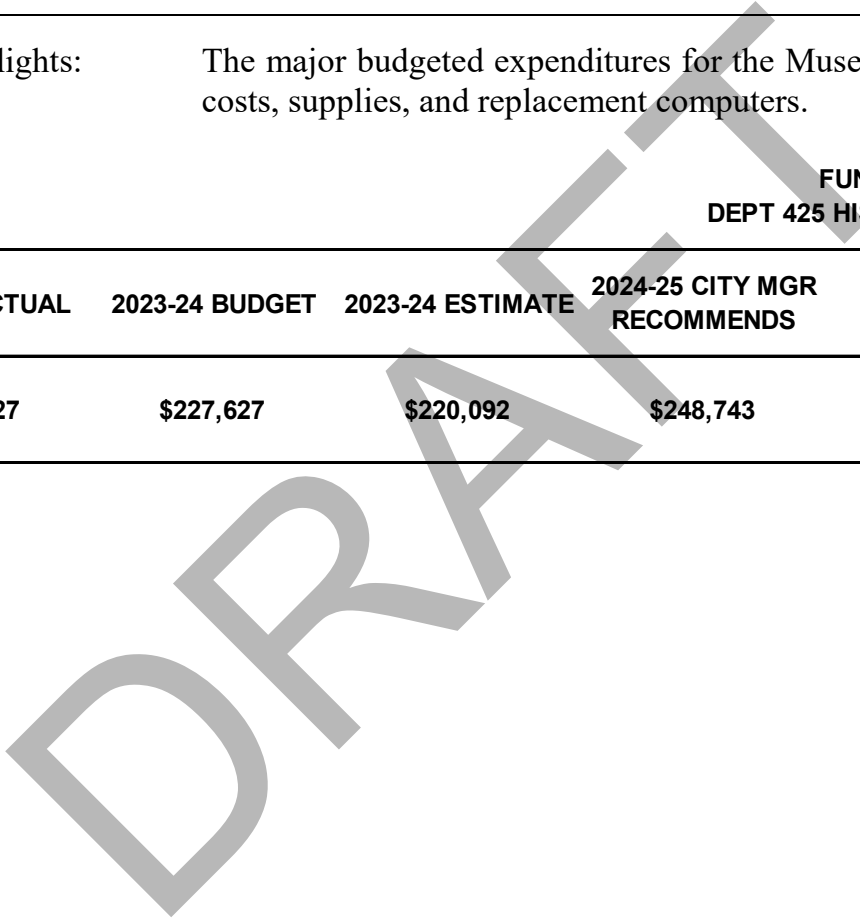 lights: The major budgeted expenditures for the Muse
costs, supplies, and replacement computers.
FUN
DEPT 425 HIS
CTUAL 2023-24 BUDGET 2023-24 ESTIMATE 2024-25 CITY MGR RECOMMENDS
27 $227,627 $220,092 $248,743
DRAFT